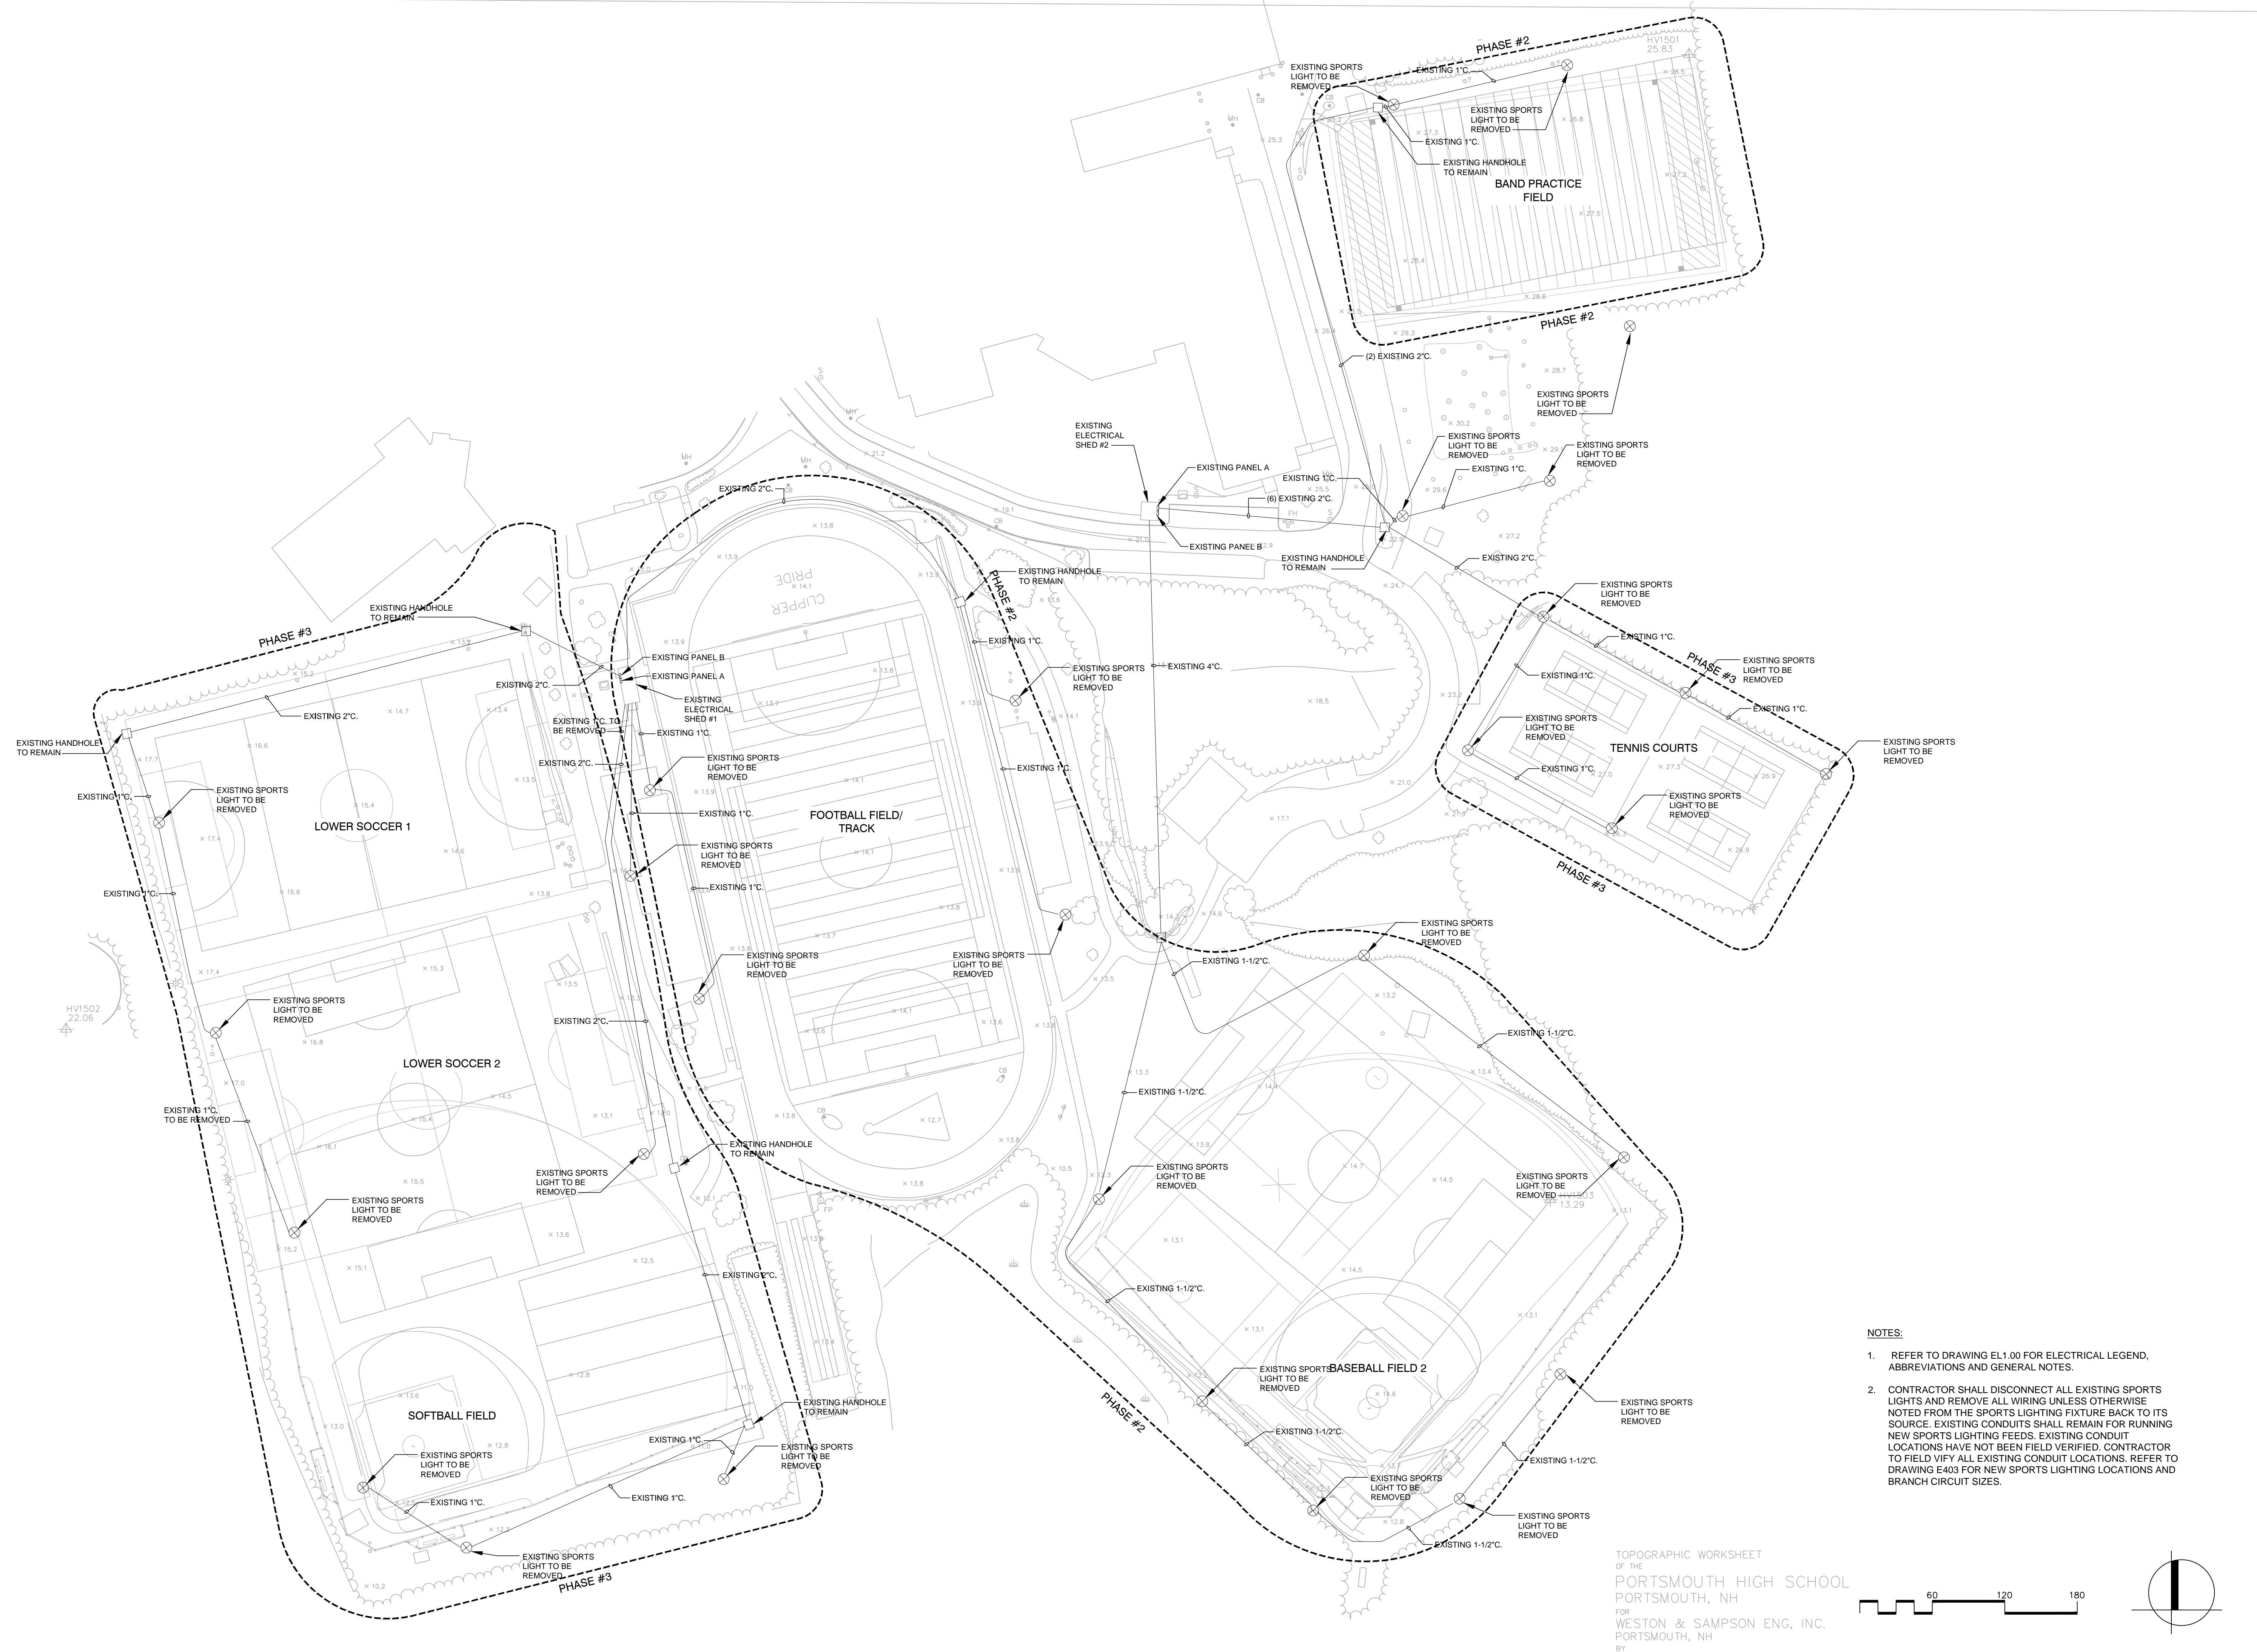 PHASE #2
HV1501
25.83
EXISTING SPORTS
LIGHT TO BE
REMOVED
EXISTING 1"C.
EXISTING SPORTS
LIGHT TO BE
REMOVED
EXISTING 1"C.
EXISTING HANDHOLE
TO REMAIN
BAND PRACTICE
FIELD
PHASE #2
(2) EXISTING 2"C.
EXISTING SPORTS
LIGHT TO BE
REMOVED
EXISTING
ELECTRICAL
SHED #2
EXISTING SPORTS
LIGHT TO BE
REMOVED
EXISTING SPORTS
LIGHT TO BE
REMOVED
EXISTING PANEL A
EXISTING 1"C.
EXISTING 1"C.
(6) EXISTING 2"C.
EXISTING 2"C.
EXISTING PANEL B
EXISTING HANDHOLE
TO REMAIN
EXISTING 2"C.
EXISTING HANDHOLE
TO REMAIN
PHASE #2
PRIDE
CLIPPER
EXISTING SPORTS
LIGHT TO BE
REMOVED
EXISTING HANDHOLE
TO REMAIN
PHASE #3
EXISTING 1"C.
EXISTING 1"C.
EXISTING PANEL B
EXISTING PANEL A
EXISTING 2"C.
EXISTING
ELECTRICAL
SHED #1
EXISTING SPORTS
LIGHT TO BE
REMOVED
EXISTING 4"C.
PHASE #3
EXISTING SPORTS
LIGHT TO BE
REMOVED
EXISTING 1"C.
EXISTING 1"C.
EXISTING 2"C.
EXISTING 1"C. TO
BE REMOVED
EXISTING 1"C.
EXISTING SPORTS
LIGHT TO BE
REMOVED
TENNIS COURTS
EXISTING SPORTS
LIGHT TO BE
REMOVED
EXISTING HANDHOLE
TO REMAIN
EXISTING 2"C.
EXISTING SPORTS
LIGHT TO BE
REMOVED
EXISTING 1"C.
EXISTING 1"C.
EXISTING 1"C.
EXISTING SPORTS
LIGHT TO BE
REMOVED
EXISTING SPORTS
LIGHT TO BE
REMOVED
LOWER SOCCER 1
EXISTING 1"C.
FOOTBALL FIELD/
TRACK
EXISTING SPORTS
LIGHT TO BE
REMOVED
PHASE #3
EXISTING 1"C.
EXISTING 1"C.
EXISTING SPORTS
LIGHT TO BE
REMOVED
EXISTING SPORTS
LIGHT TO BE
REMOVED
EXISTING SPORTS
LIGHT TO BE
REMOVED
EXISTING 1-1/2"C.
HV1502
22.06
EXISTING SPORTS
LIGHT TO BE
REMOVED
EXISTING 2"C.
EXISTING 1-1/2"C.
LOWER SOCCER 2
EXISTING 1-1/2"C.
EXISTING 1"C.
TO BE REMOVED
EXISTING HANDHOLE
TO REMAIN
EXISTING SPORTS
LIGHT TO BE
REMOVED
EXISTING SPORTS
LIGHT TO BE
REMOVED
EXISTING SPORTS
LIGHT TO BE
REMOVED
HV1503
13.29
EXISTING SPORTS
LIGHT TO BE
REMOVED
EXISTING 2"C.
EXISTING 1-1/2"C.
EXISTING SPORTS
LIGHT TO BE
REMOVED
BASEBALL FIELD 2
PHASE #2
SOFTBALL FIELD
EXISTING HANDHOLE
TO REMAIN
EXISTING SPORTS
LIGHT TO BE
REMOVED
EXISTING 1-1/2"C.
EXISTING 1"C.
EXISTING SPORTS
LIGHT TO BE
REMOVED
EXISTING SPORTS
LIGHT TO BE
REMOVED
EXISTING 1-1/2"C.
EXISTING SPORTS
LIGHT TO BE
REMOVED
EXISTING 1"C.
EXISTING 1"C.
EXISTING SPORTS
LIGHT TO BE
REMOVED
EXISTING 1-1/2"C.
EXISTING SPORTS
LIGHT TO BE
REMOVED
PHASE #3
NOTES:
1. REFER TO DRAWING EL1.00 FOR ELECTRICAL LEGEND,
ABBREVIATIONS AND GENERAL NOTES.
2. CONTRACTOR SHALL DISCONNECT ALL EXISTING SPORTS
LIGHTS AND REMOVE ALL WIRING UNLESS OTHERWISE
NOTED FROM THE SPORTS LIGHTING FIXTURE BACK TO ITS
SOURCE. EXISTING CONDUITS SHALL REMAIN FOR RUNNING
NEW SPORTS LIGHTING FEEDS. EXISTING CONDUIT
LOCATIONS HAVE NOT BEEN FIELD VERIFIED. CONTRACTOR
TO FIELD VIFY ALL EXISTING CONDUIT LOCATIONS. REFER TO
DRAWING E403 FOR NEW SPORTS LIGHTING LOCATIONS AND
BRANCH CIRCUIT SIZES.
TOPOGRAPHIC WORKSHEET
OF THE
PORTSMOUTH HIGH SCHOOL
PORTSMOUTH, NH
FOR
WESTON & SAMPSON ENG, INC.
PORTSMOUTH, NH
BY
60 120 180